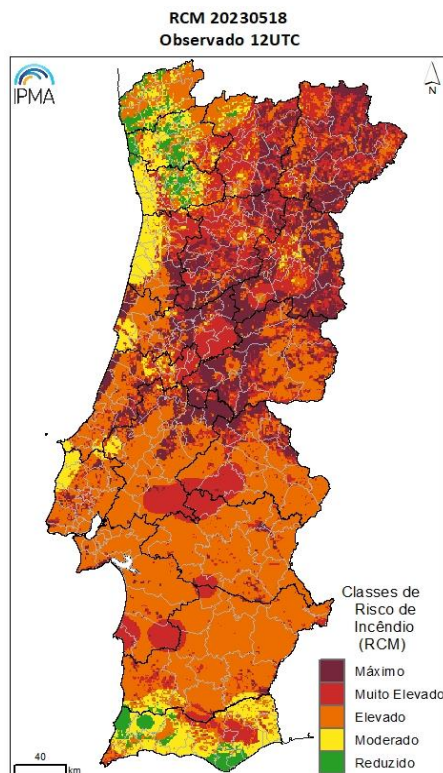 RCM 20230518
Observado 12UTC
IPMA
N
Classes de
Risco de
Incêndio
(RCM)
Máximo
Muito Elevado
Elevado
Moderado
Reduzido
40
km